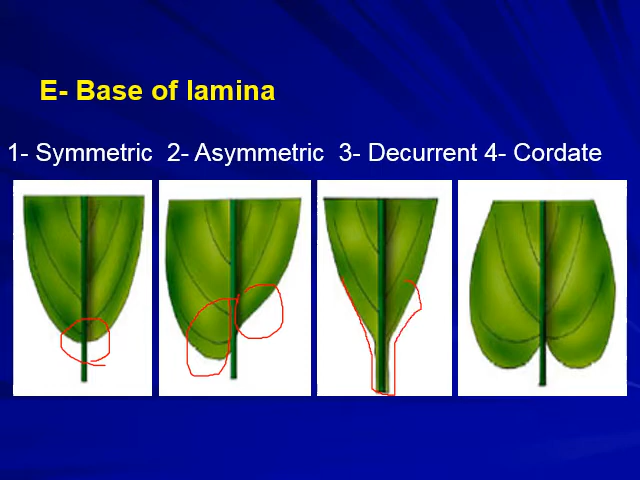 E- Base of lamina
1- Symmetric 2- Asymmetric 3- Decurrent 4- Cordate